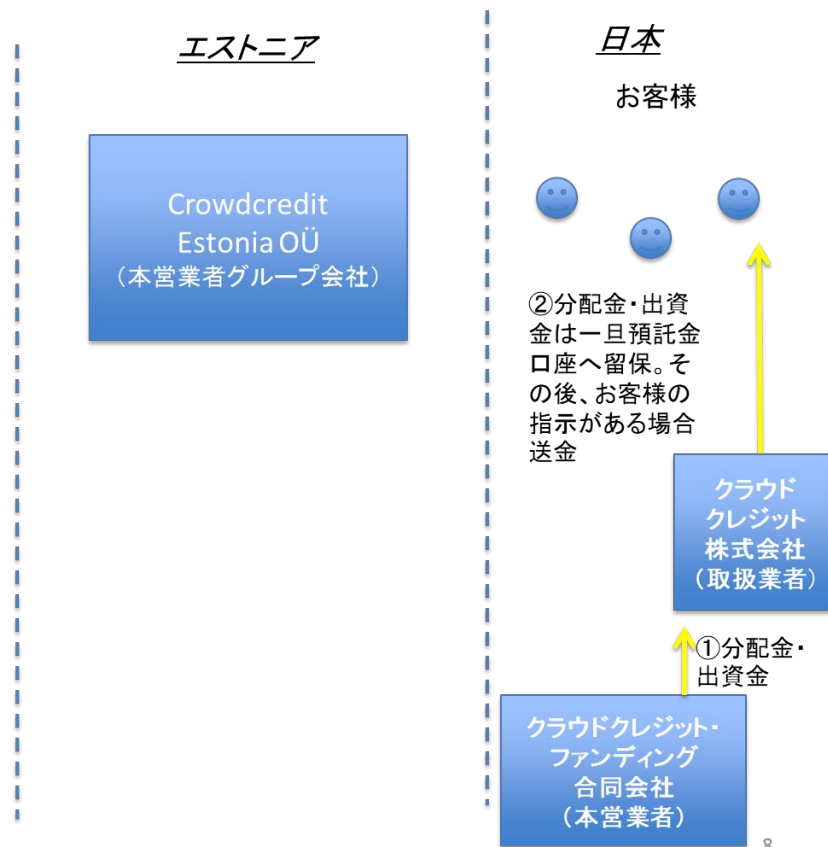 エストニア
日本
お客様
Crowdcredit
Estonia OÜ
（本営業者グループ会社）
②分配金・出資
金は一旦預託金
口座へ留保。そ
の後、お客様の
指示がある場合
送金
クラウド
クレジット
株式会社
（取扱業者）
①分配金・
出資金
クラウドクレジット・
ファンディング
合同会社
（本営業者）
8